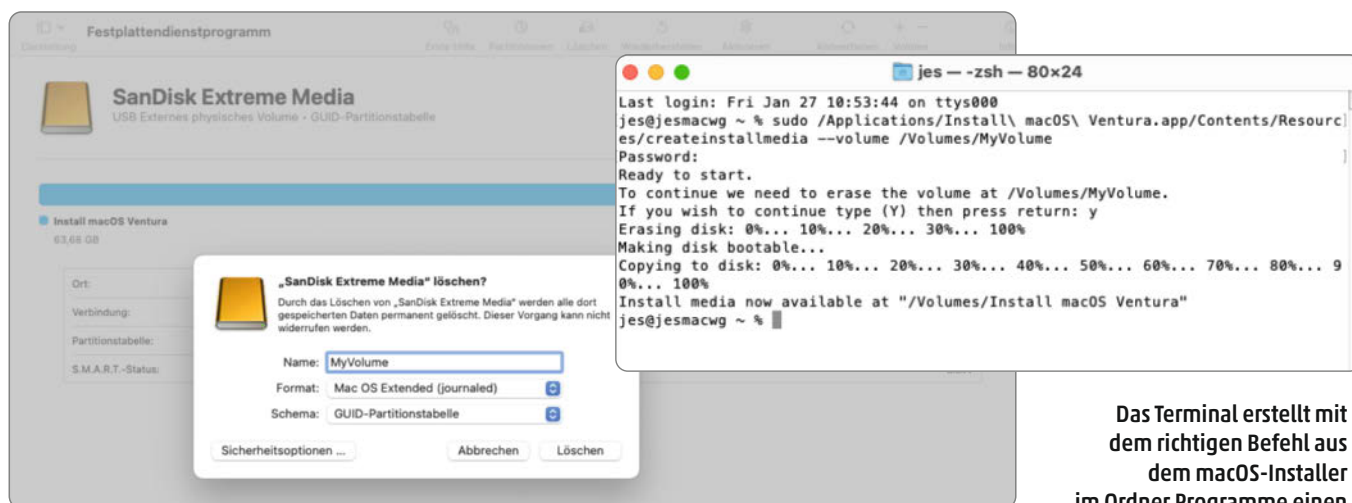 Festplattendienstprogramm
Erste Hilfe Partitionieren Löschen Wiederherstellen
SanDisk Extreme Media
USB Externes physisches Volume • GUID-Partitionstabelle
Install macOS Ventura
63,66 GB
Ort:
Verbindung:
Partitionstabelle:
S.M.A.R.T.-Status:
„SanDisk Extreme Media“ löschen?
Durch das Löschen von „SanDisk Extreme Media“ werden alle dort
gespeicherten Daten permanent gelöscht. Dieser Vorgang kann nicht
widerrufen werden.
Name: MyVolume
Format: Mac OS Extended (journaled)
Schema: GUID-Partitionstabelle
Sicherheitsoptionen ... Abbrechen Löschen
jes — -zsh — 80×24
Last login: Fri Jan 27 10:53:44 on ttys000
jes@jesmacwg ~ % sudo /Applications/Install\ macOS\ Ventura.app/Contents/Resourc
es/createinstallmedia --volume /Volumes/MyVolume
Password:
Ready to start.
To continue we need to erase the volume at /Volumes/MyVolume.
If you wish to continue type (Y) then press return: y
Erasing disk: 0%... 10%... 20%... 30%... 100%
Making disk bootable...
Copying to disk: 0%... 10%... 20%... 30%... 40%... 50%... 60%... 70%... 80%... 9
0%... 100%
Install media now available at "/Volumes/Install macOS Ventura"
jes@jesmacwg ~ %
Das Terminal erstellt mit
dem richtigen Befehl aus
dem macOS-Installer
im Ordner Programme einen